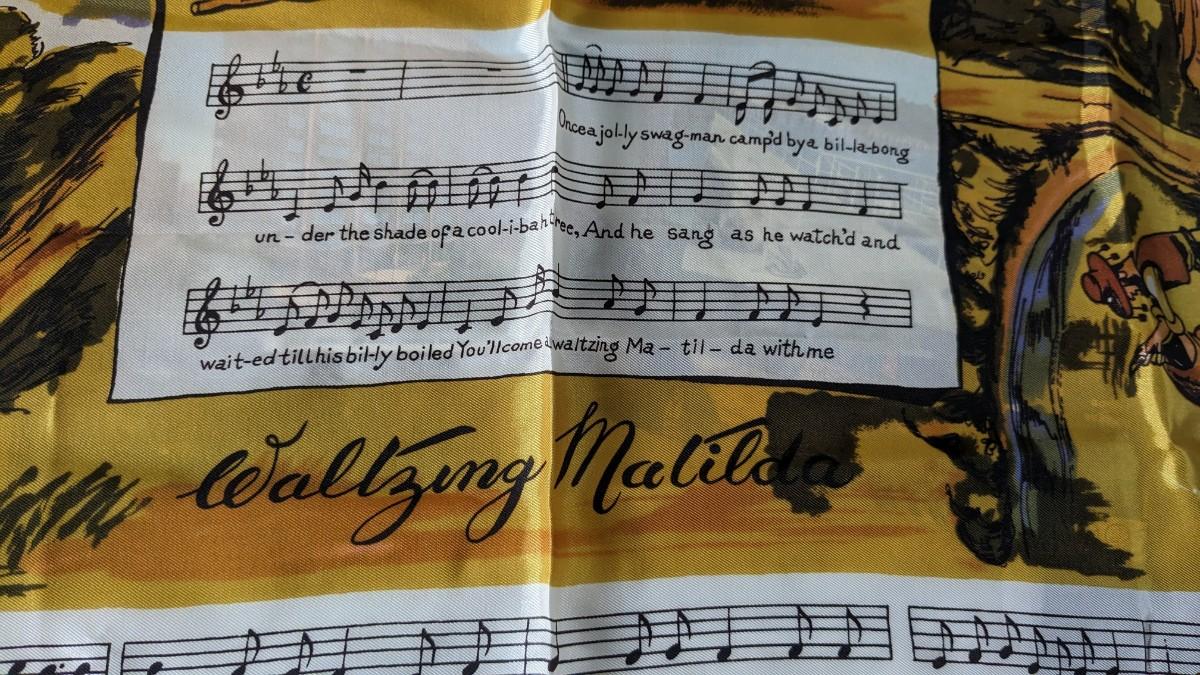 Once a jol-ly swag-man camp'd by a bil-la-bong
un-der the shade of a cool-i-bah tree, And he sang as he watch'd and
wait-ed till his bil-ly boiled You'll come a waltzing Ma-til-da with me
Waltzing Matilda